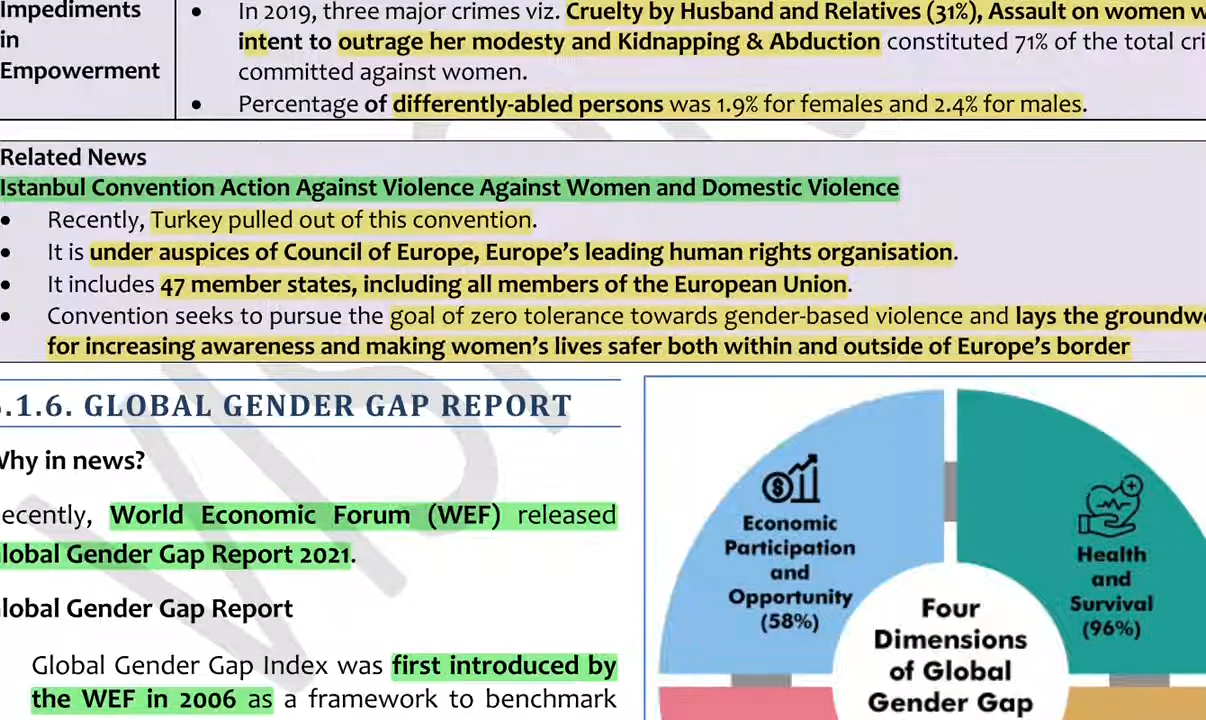 Impediments
in
Empowerment
• In 2019, three major crimes viz. Cruelty by Husband and Relatives (31%), Assault on women
intent to outrage her modesty and Kidnapping & Abduction constituted 71% of the total
committed against women.
• Percentage of differently-abled persons was 1.9% for females and 2.4% for males.
Related News
Istanbul Convention Action Against Violence Against Women and Domestic Violence
• Recently, Turkey pulled out of this convention.
• It is under auspices of Council of Europe, Europe's leading human rights organisation.
• It includes 47 member states, including all members of the European Union.
• Convention seeks to pursue the goal of zero tolerance towards gender-based violence and lays the
for increasing awareness and making women's lives safer both within and outside of Europe's border
.1.6. GLOBAL GENDER GAP REPORT
Why in news?
ecently, World Economic Forum (WEF) released
lobal Gender Gap Report 2021.
lobal Gender Gap Report
Global Gender Gap Index was first introduced by
the WEF in 2006 as a framework to benchmark
Economic
Participation
and
Opportunity
(58%)
Health
and
Survival
(96%)
Four
Dimensions
of Global
Gender Gap